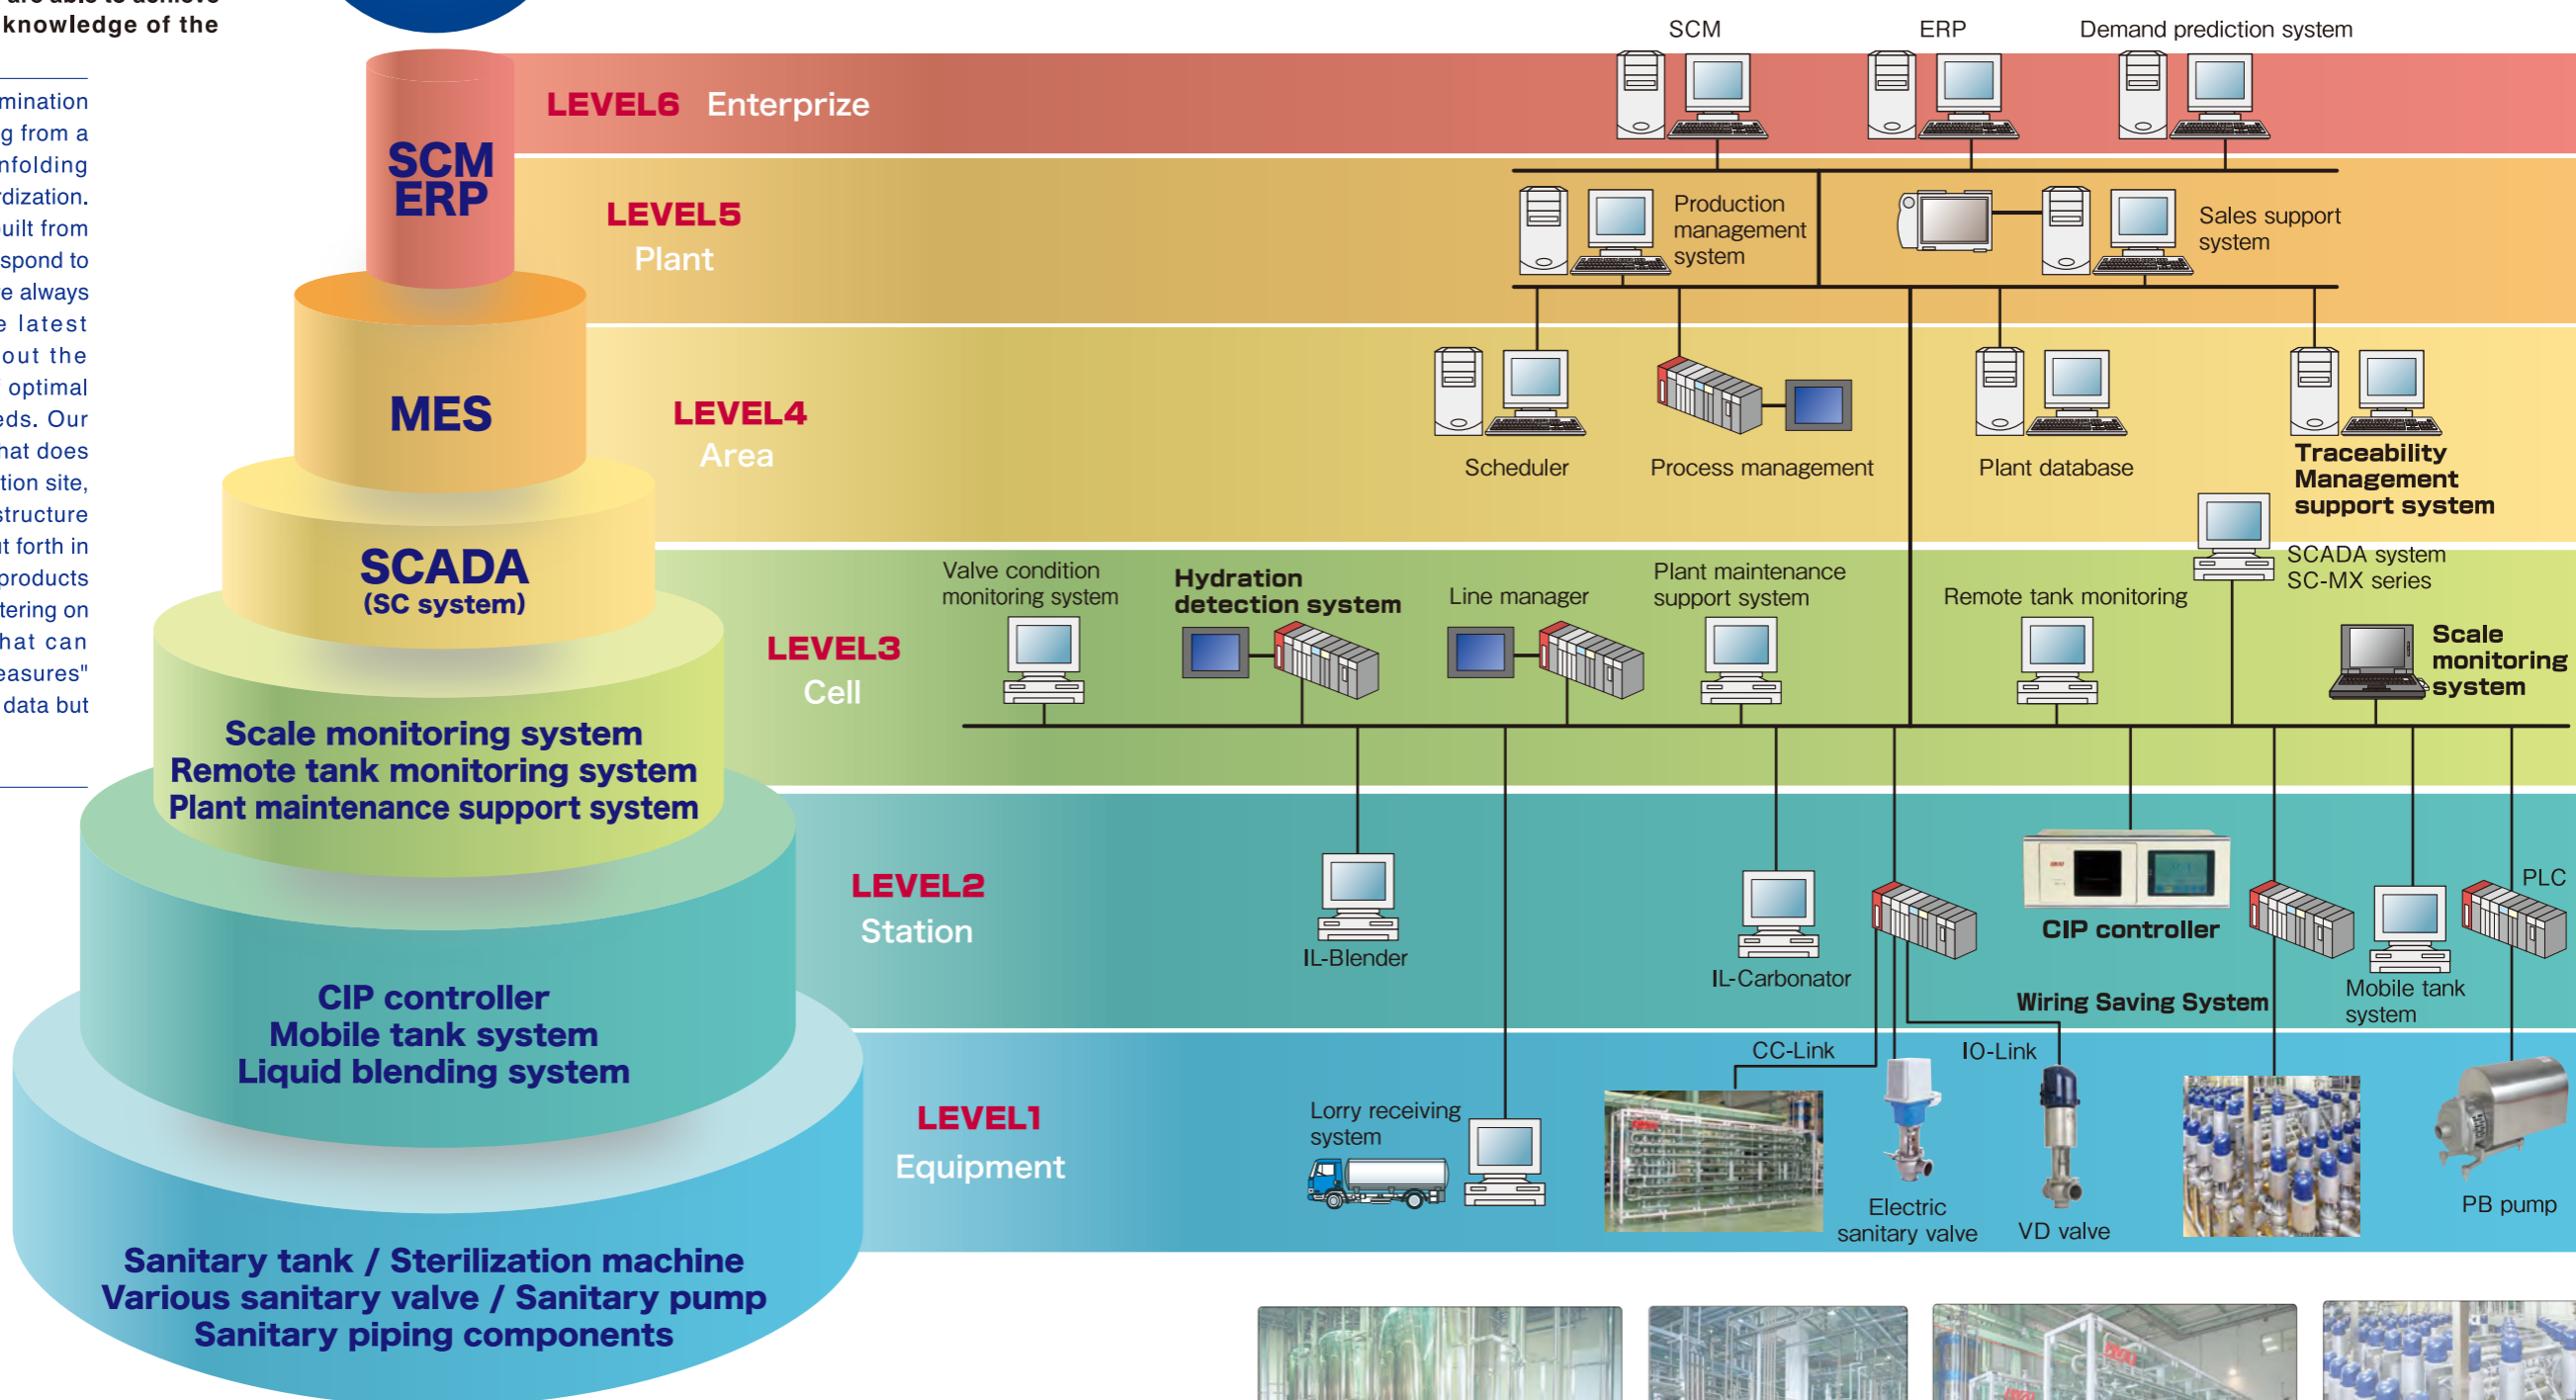 are able to achieve
knowledge of the
mination
g from a
nfolding
rdization.
uilt from
spond to
re always
e latest
out the
f optimal
eds. Our
hat does
tion site,
structure
ut forth in
products
tering on
hat can
easures"
data but
SCM
ERP
MES
SCADA
(SC system)
Scale monitoring system
Remote tank monitoring system
Plant maintenance support system
CIP controller
Mobile tank system
Liquid blending system
Sanitary tank / Sterilization machine
Various sanitary valve / Sanitary pump
Sanitary piping components
LEVEL6 Enterprize
SCM
ERP
Demand prediction system
LEVEL5
Plant
Production
management
system
Sales support
system
LEVEL4
Area
Scheduler
Process management
Plant database
Traceability
Management
support system
LEVEL3
Cell
Valve condition
monitoring system
Hydration
detection system
Line manager
Plant maintenance
support system
Remote tank monitoring
SCADA system
SC-MX series
Scale
monitoring
system
LEVEL2
Station
IL-Blender
IL-Carbonator
CIP controller
Wiring Saving System
Mobile tank
system
PLC
LEVEL1
Equipment
Lorry receiving
system
CC-Link
IO-Link
Electric
sanitary valve
VD valve
PB pump